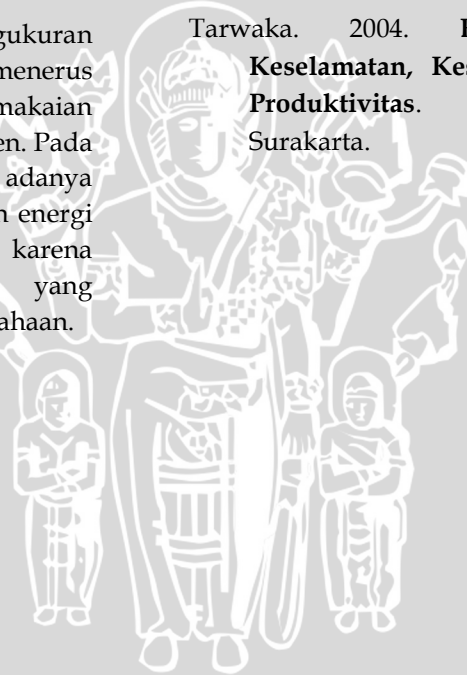 gukuran
menerus
makaian
en. Pada
adanya
n energi
karena
yang
ahaan.
Tarwaka. 2004.
Keselamatan, Kes
Produktivitas.
Surakarta.